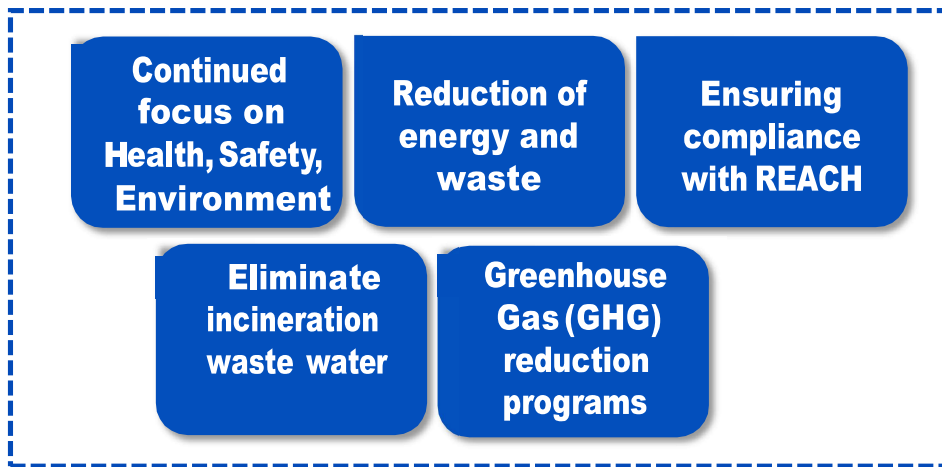 Continued
focus on
Health, Safety,
Environment
Reduction of
energy and
waste
Ensuring
compliance
with REACH
Eliminate
incineration
waste water
Greenhouse
Gas (GHG)
reduction
programs